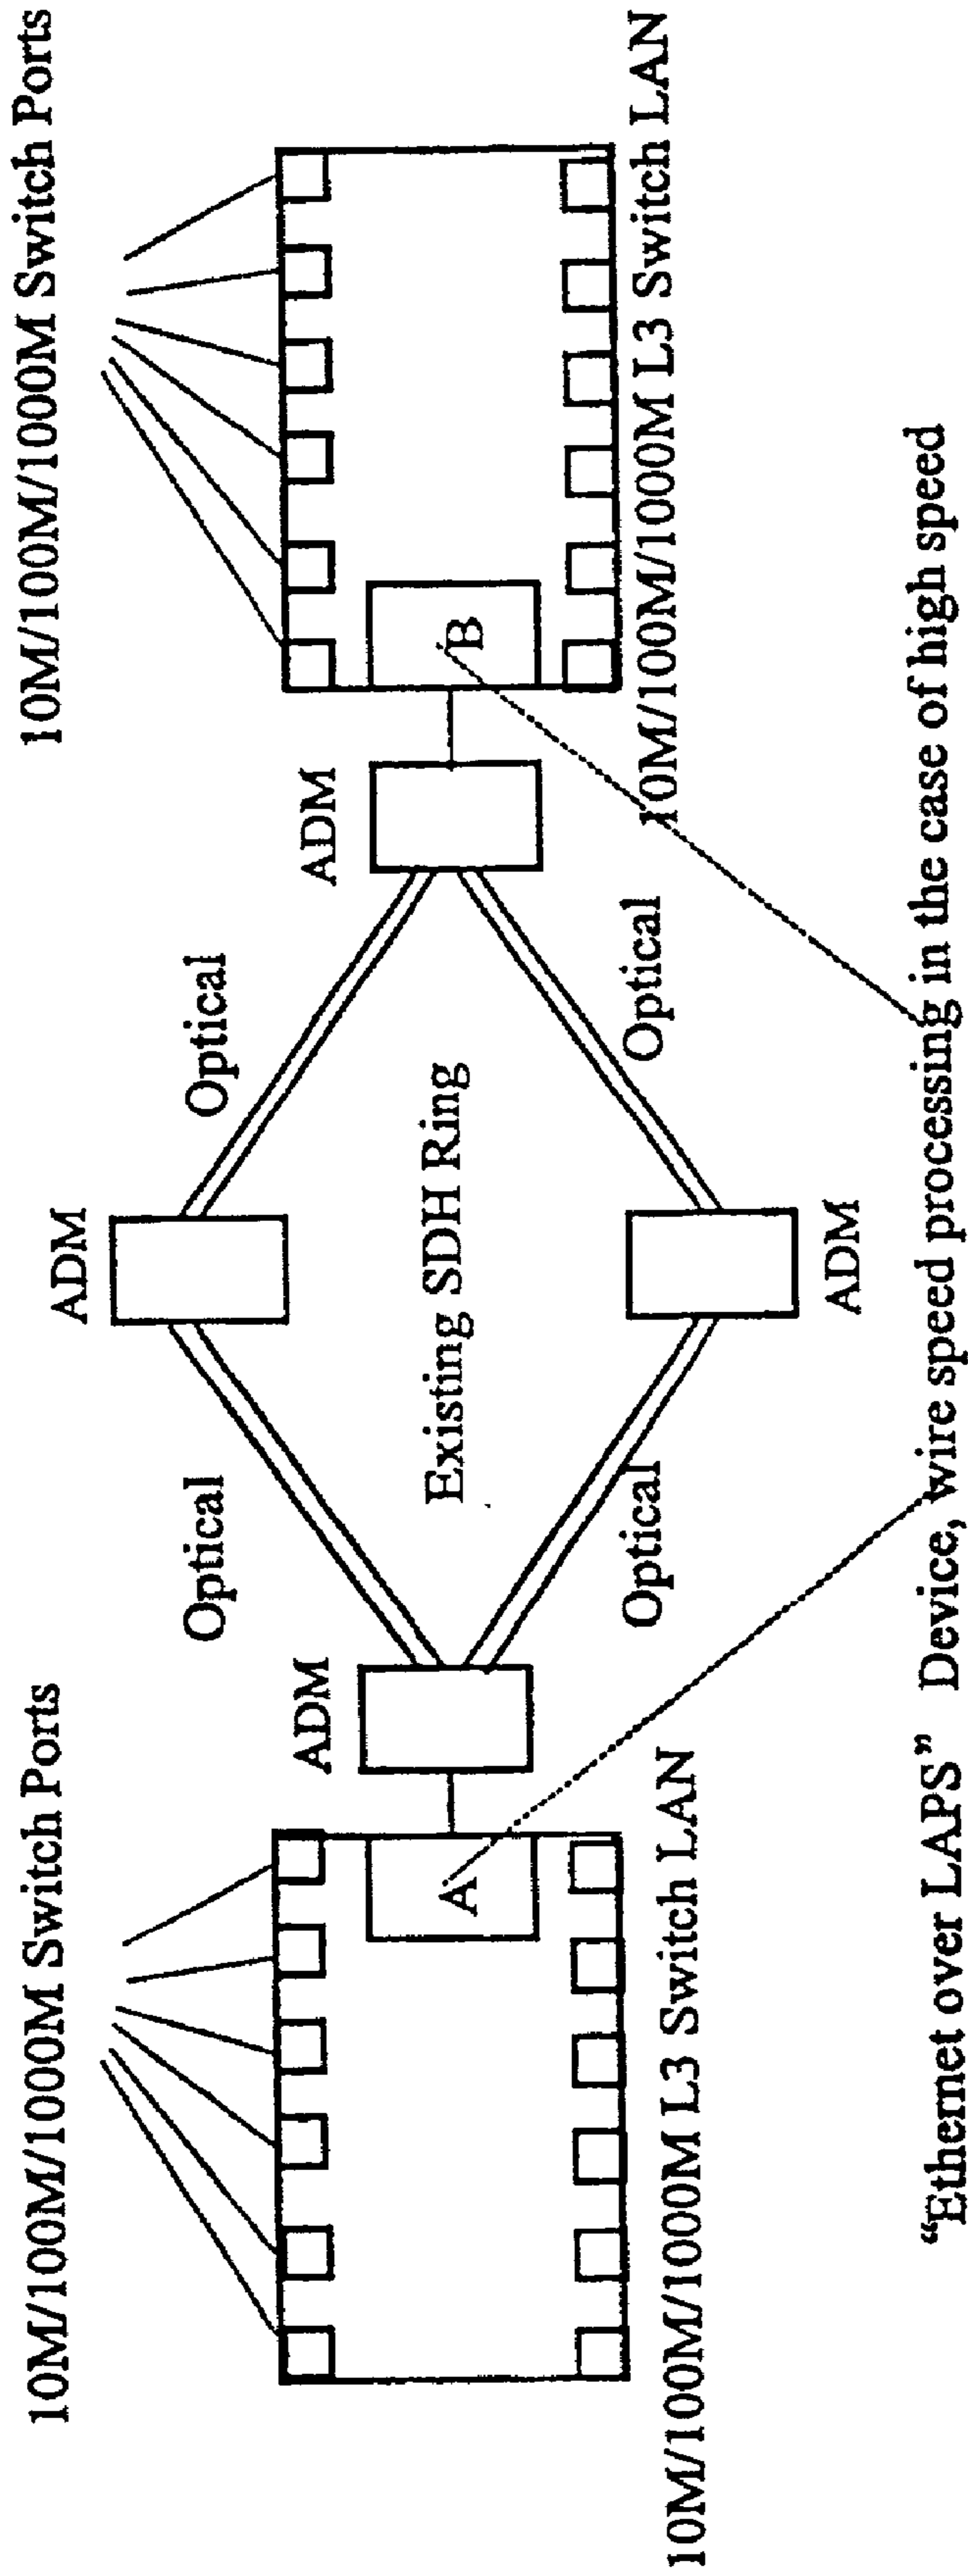 10M/100M/1000M Switch Ports
10M/100M/1000M Switch Ports
ADM
Optical
Optical
ADM
ADM
A
Existing SDH Ring
B
Optical
Optical
ADM
10M/100M/1000M L3 Switch LAN
10M/100M/1000M L3 Switch LAN
“Ethernet over LAPS” Device, wire speed processing in the case of high speed